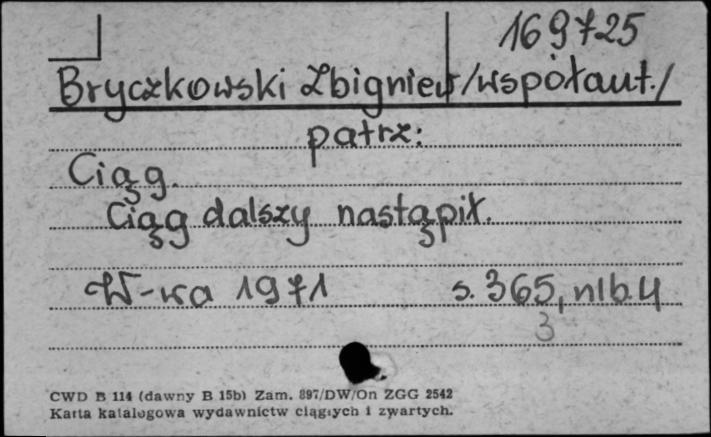 169725
Bryczkowski Zbigniew /współaut./
patrz:
Ciąg.
Ciąg dalszy nastąpił.
W-wa 1971 s. 365, nlb. 4
3
CWD B 114 (dawny B 15b) Zam. 897/DW/On ZGG 2542
Karta katalogowa wydawnictw ciągłych i zwartych.